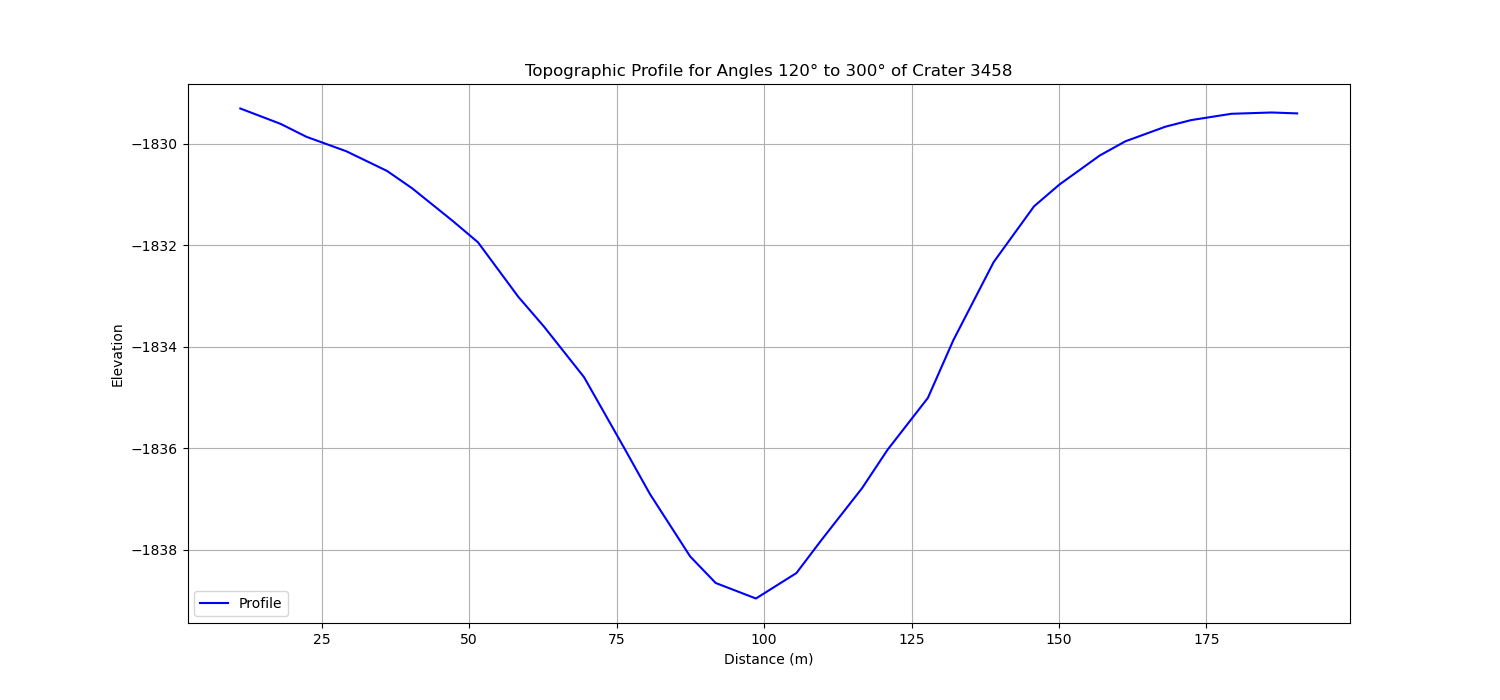 Topographic Profile for Angles 120° to 300° of Crater 3458
−1830
−1832
−1834
−1836
−1838
Elevation
Profile
25 50 75 100 125 150 175
Distance (m)